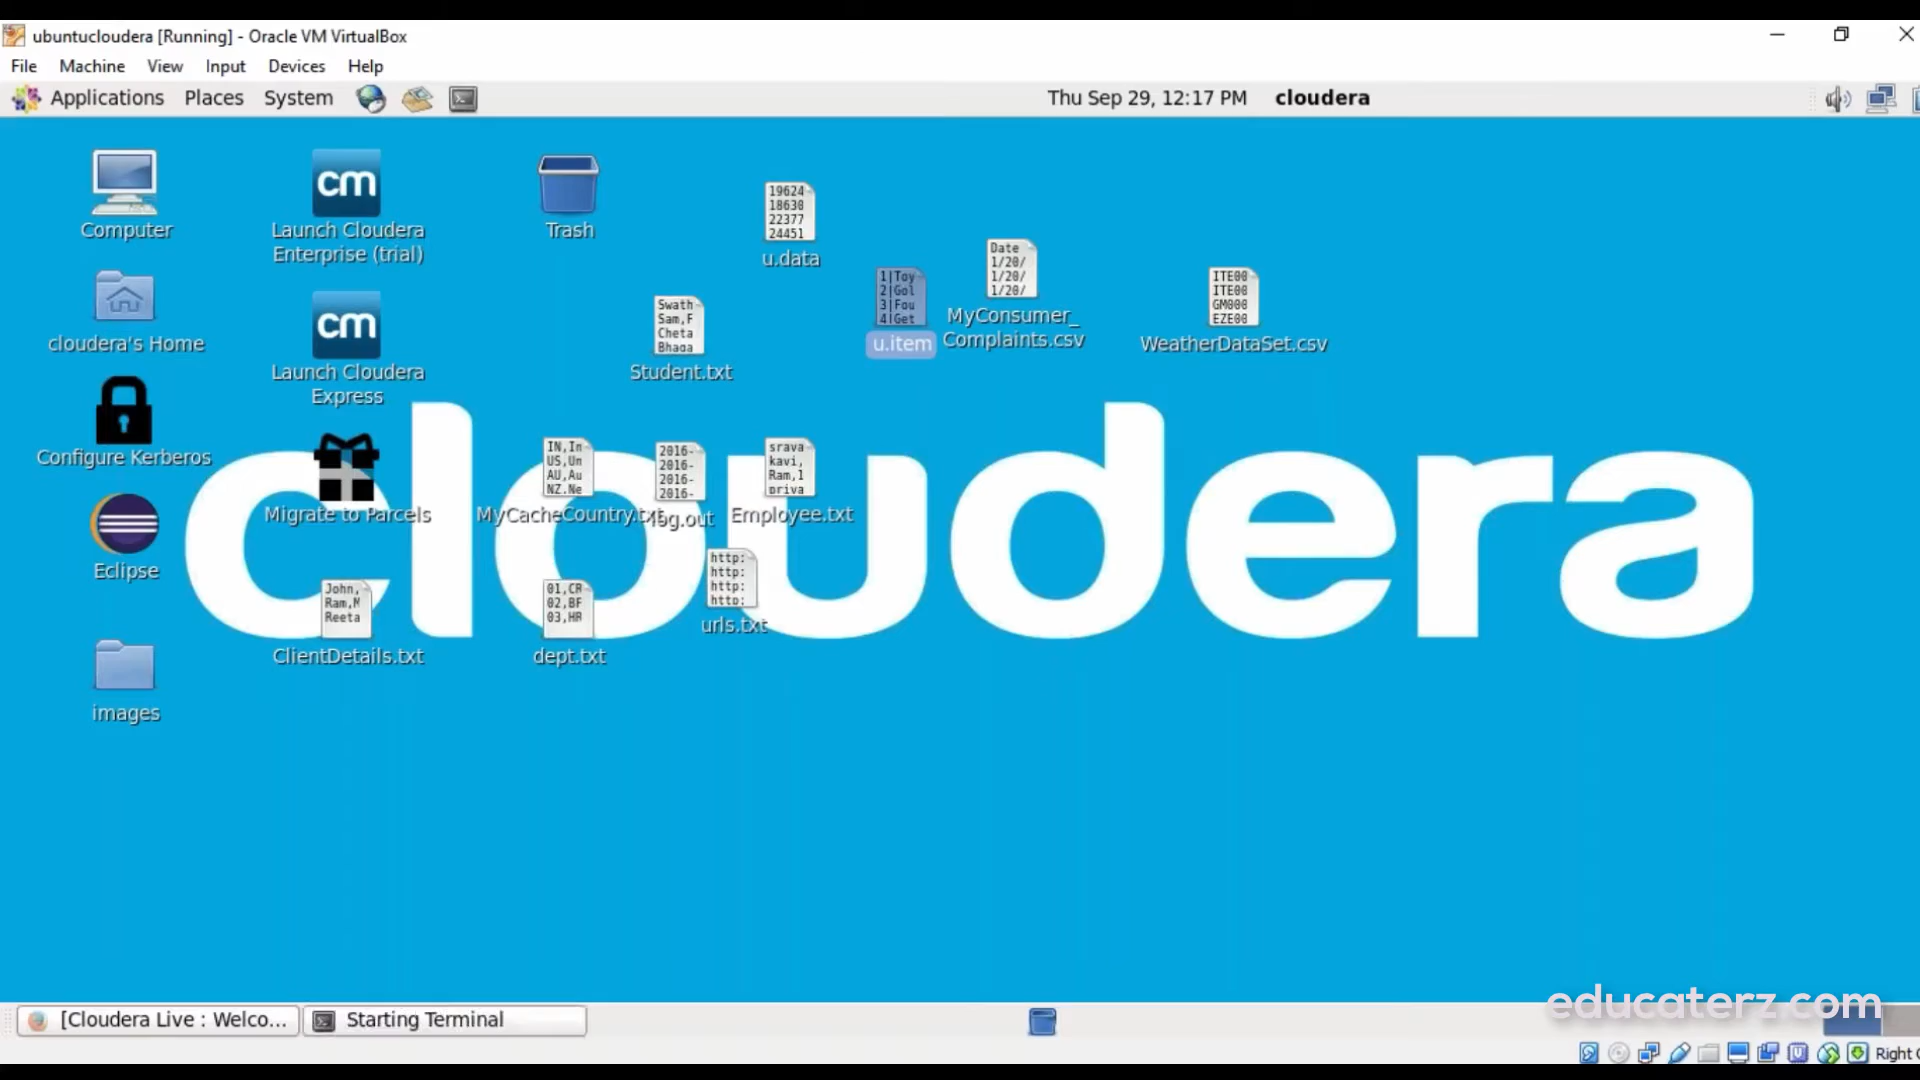 ubuntucloudera [Running] - Oracle VM VirtualBox
File Machine View Input Devices Help
Applications Places System
Thu Sep 29, 12:17 PM cloudera
Computer
Launch Cloudera
Enterprise (trial)
Trash
19624
18630
22377
24451
u.data
cloudera's Home
Launch Cloudera
Express
Swath
Sam,F
Cheta
Bhaga
Student.txt
1|Toy
2|Gol
3|Fou
4|Get
u.item
Date
1/20/
1/20/
1/20/
MyConsumer_
Complaints.csv
ITE00
ITE00
GM000
EZE00
WeatherDataSet.csv
cloudera
Configure Kerberos
Migrate to Parcels
IN,In
US,Un
AU,Au
NZ,Ne
MyCacheCountry.txt
2016-
2016-
2016-
2016-
log.out
srava
kavi,
Ram,l
priya
Employee.txt
Eclipse
John,
Ram,M
Reeta
ClientDetails.txt
01,CR
02,BF
03,HR
dept.txt
http:
http:
http:
http:
urls.txt
images
[Cloudera Live : Welco...
Starting Terminal
educaterz.com
Right